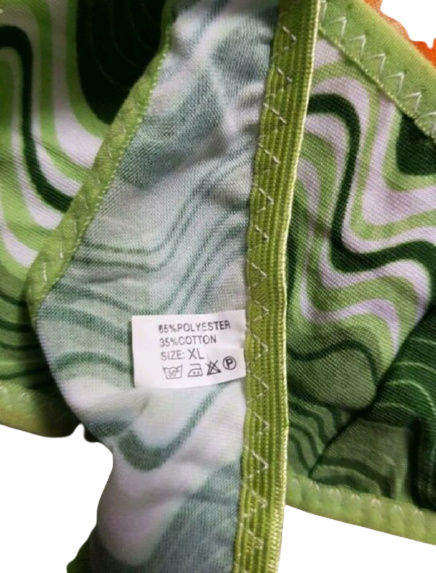 65%POLYESTER
35%COTTON
SIZE: XL
P